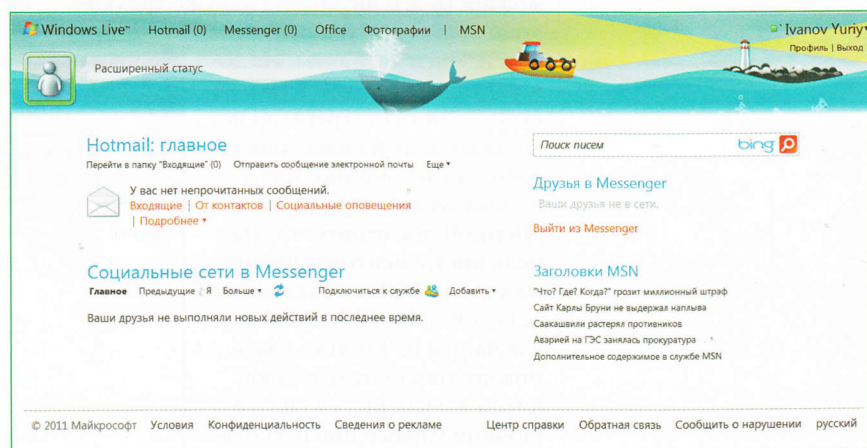 Windows Live™ Hotmail (0) Messenger (0) Office Фотографии | MSN
Ivanov Yuriy
Профиль | Выход
Расширенный статус
Hotmail: главное
Перейти в папку "Входящие" (0) Отправить сообщение электронной почты Еще
У вас нет непрочитанных сообщений.
Входящие | От контактов | Социальные оповещения
| Подробнее
Социальные сети в Messenger
Главное Предыдущие Я Больше Подключиться к службе Добавить
Ваши друзья не выполняли новых действий в последнее время.
Поиск писем bing
Друзья в Messenger
Ваши друзья не в сети.
Выйти из Messenger
Заголовки MSN
"Что? Где? Когда?" грозит миллионный штраф
Сайт Карлы Бруни не выдержал наплыва
Саакашвили растерял противников
Аварией на ГЭС занялась прокуратура
Дополнительное содержимое в службе MSN
© 2011 Майкрософт Условия Конфиденциальность Сведения о рекламе Центр справки Обратная связь Сообщить о нарушении русский